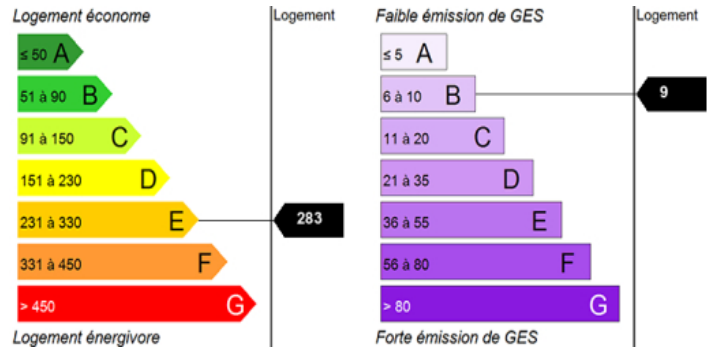 Logement économe
Logement
≤ 50 A
51 à 90 B
91 à 150 C
151 à 230 D
231 à 330 E
283
331 à 450 F
> 450 G
Logement énergivore
Faible émission de GES
Logement
≤ 5 A
6 à 10 B
9
11 à 20 C
21 à 35 D
36 à 55 E
56 à 80 F
> 80 G
Forte émission de GES